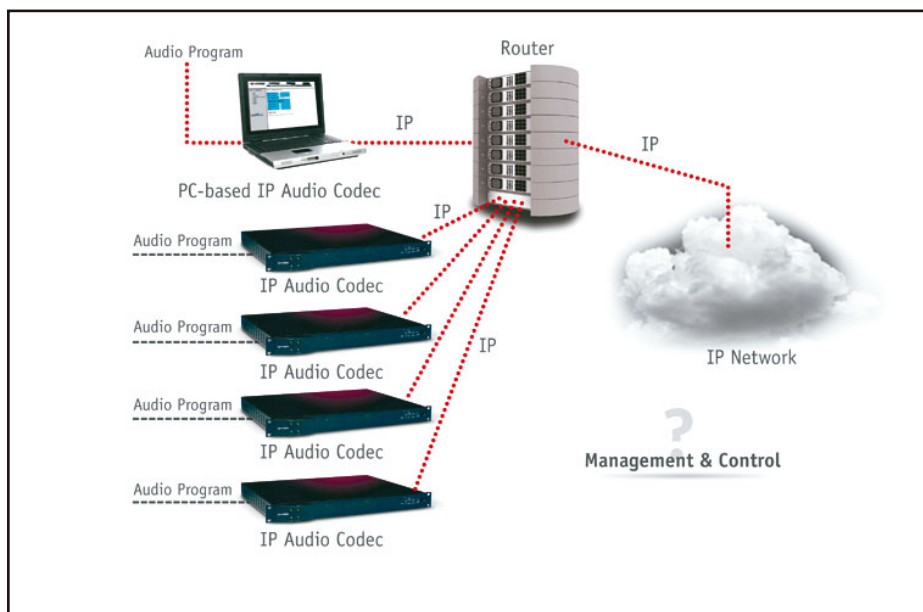 Audio Program
Router
IP
IP
PC-based IP Audio Codec
IP
Audio Program
IP Audio Codec
Audio Program
IP
IP Audio Codec
IP Network
Audio Program
IP Audio Codec
?
Management & Control
Audio Program
IP Audio Codec